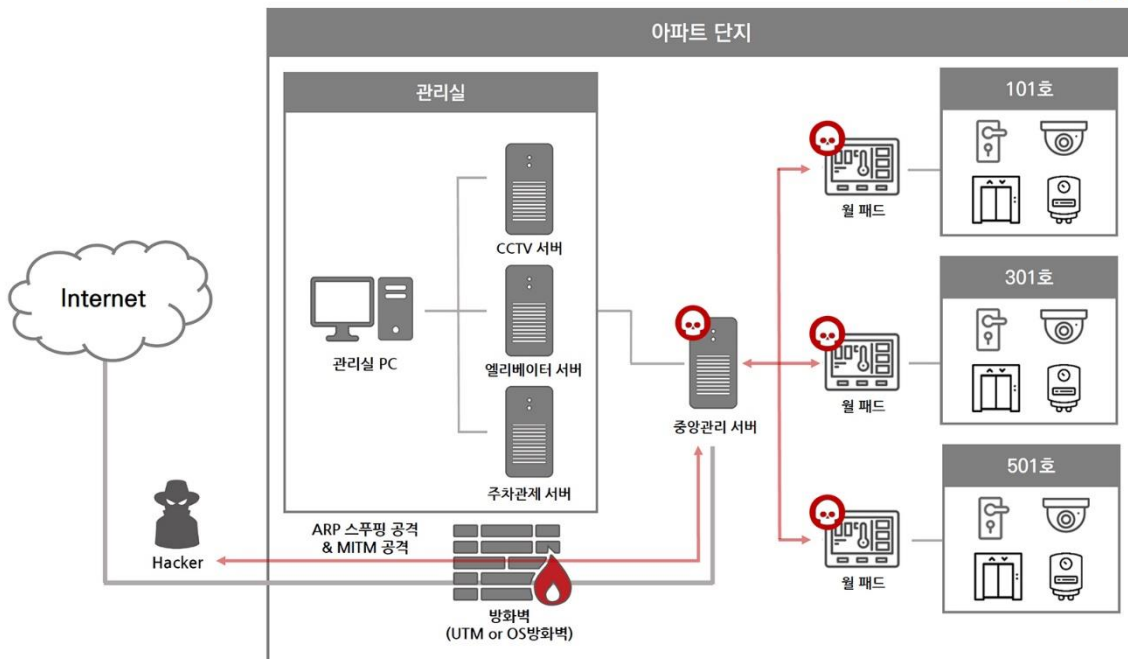 아파트 단지
관리실
101호
월 패드
CCTV 서버
Internet
관리실 PC
엘리베이터 서버
301호
월 패드
중앙관리 서버
주차관제 서버
501호
월 패드
Hacker
ARP 스푸핑 공격
& MITM 공격
방화벽
(UTM or OS방화벽)